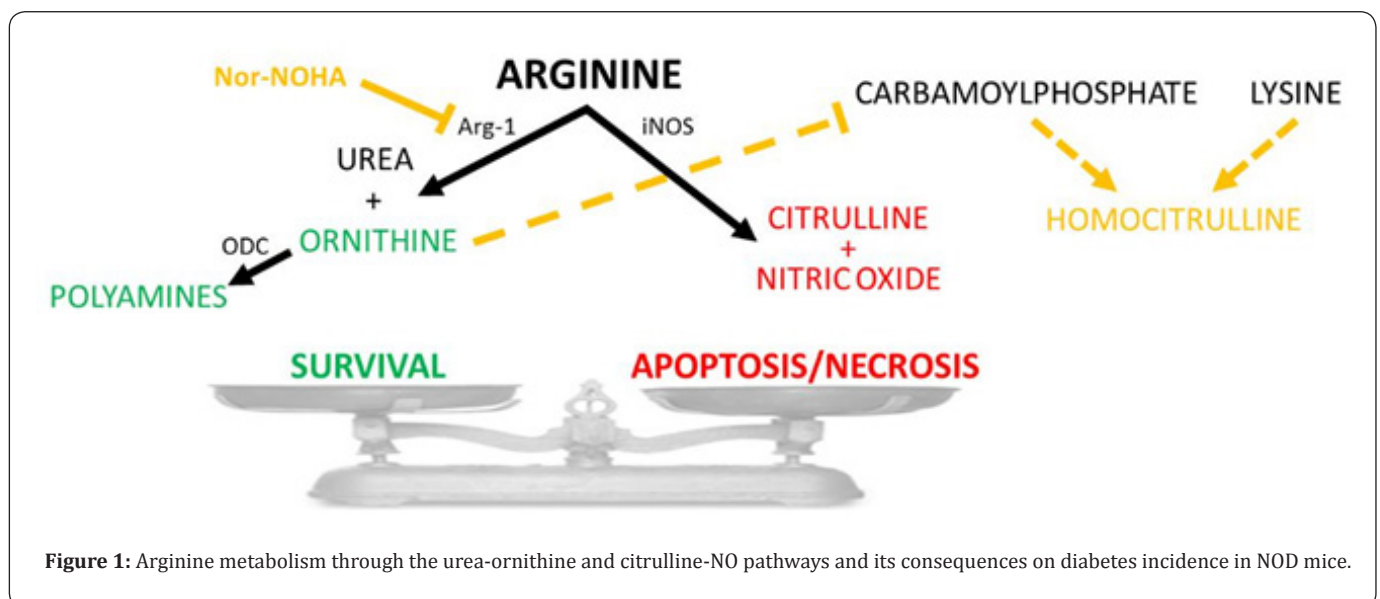 Nor-NOHA
ARGININE
CARBAMOYLPHOSPHATE LYSINE
Arg-1 iNOS
UREA
+
ORNITHINE
ODC
POLYAMINES
CITRULLINE
+
NITRIC OXIDE
HOMOCITRULLINE
SURVIVAL APOPTOSIS/NECROSIS
Figure 1: Arginine metabolism through the urea-ornithine and citrulline-NO pathways and its consequences on diabetes incidence in NOD mice.